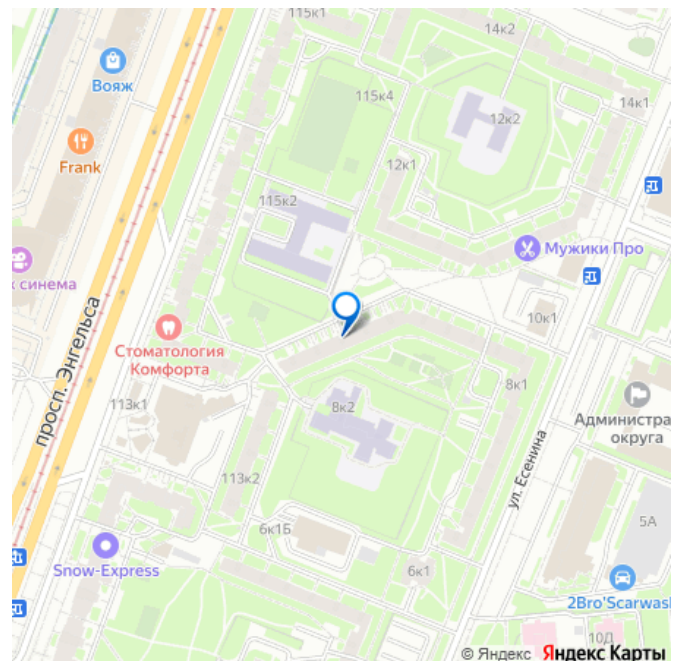 115к1
14к2
Вояж
115к4
14к1
12к2
Frank
12к1
115к2
Мужики Про
к синема
10к1
просп. Энгельса
Стоматология
Комфорта
8к1
113к1
8к2
Администра
округа
ул. Есенина
113к2
6к1Б
5А
Snow-Express
6к1
2Bro'Scarwash
10Д
© Яндекс Яндекс Карты